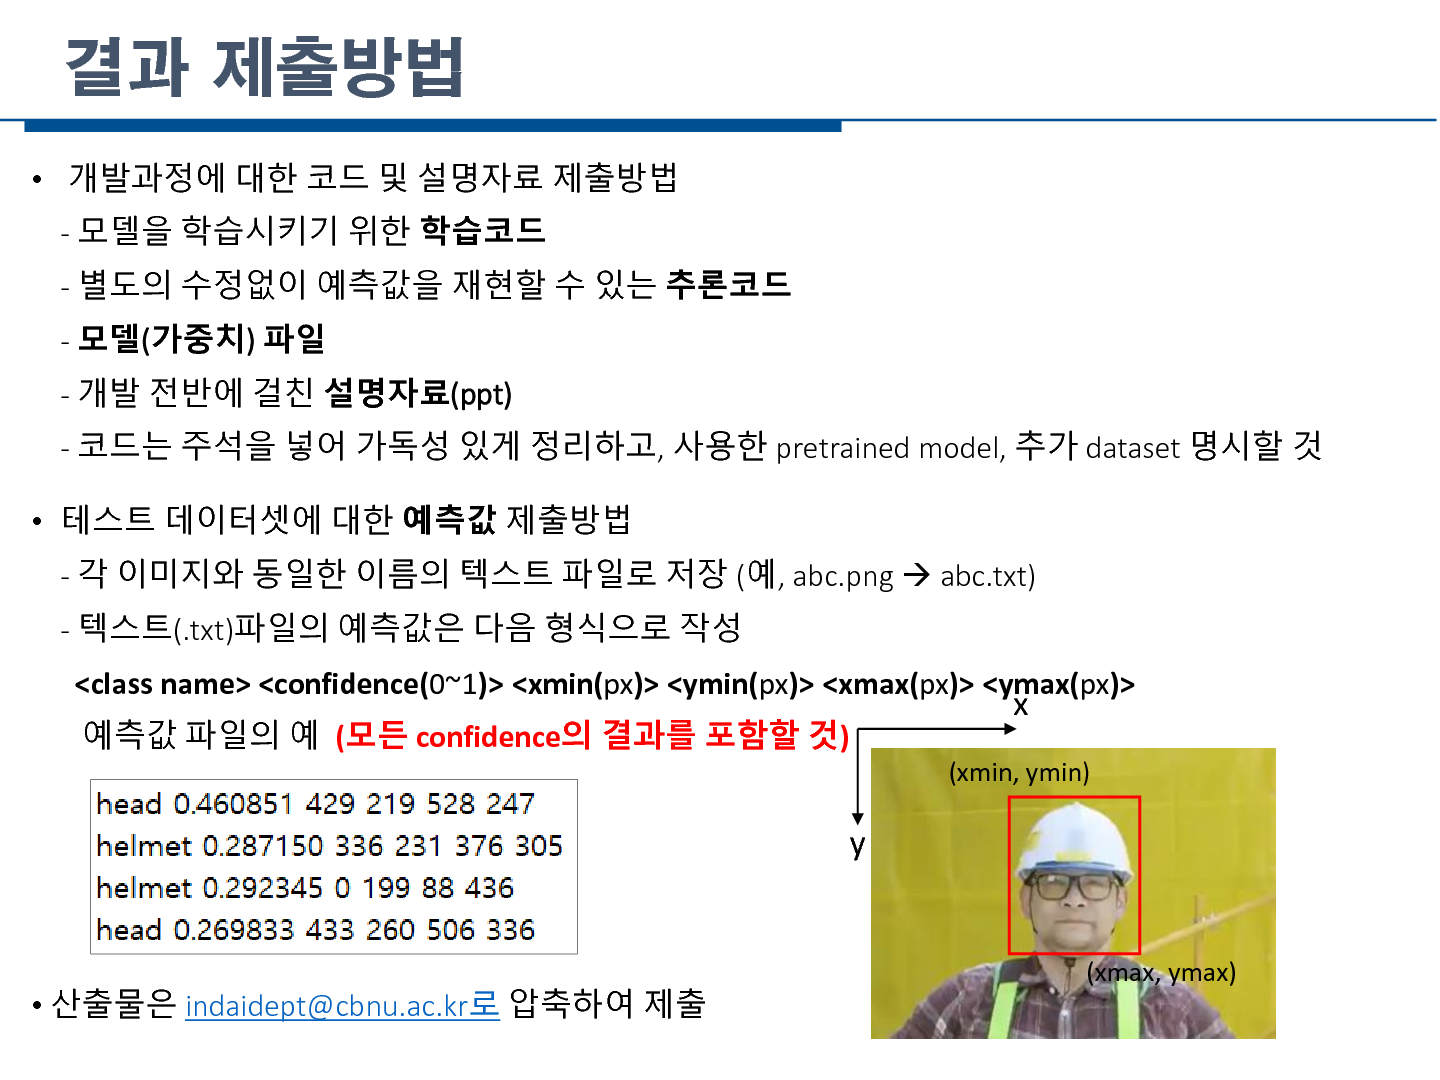 결과 제출방법
• 개발과정에 대한 코드 및 설명자료 제출방법
- 모델을 학습시키기 위한 학습코드
- 별도의 수정없이 예측값을 재현할 수 있는 추론코드
- 모델(가중치) 파일
- 개발 전반에 걸친 설명자료(ppt)
- 코드는 주석을 넣어 가독성 있게 정리하고, 사용한 pretrained model, 추가 dataset 명시할 것
• 테스트 데이터셋에 대한 예측값 제출방법
- 각 이미지와 동일한 이름의 텍스트 파일로 저장 (예, abc.png → abc.txt)
- 텍스트(.txt)파일의 예측값은 다음 형식으로 작성
<class name> <confidence(0~1)> <xmin(px)> <ymin(px)> <xmax(px)> <ymax(px)>
예측값 파일의 예 (모든 confidence의 결과를 포함할 것)
head 0.460851 429 219 528 247
helmet 0.287150 336 231 376 305
helmet 0.292345 0 199 88 436
head 0.269833 433 260 506 336
x
y
(xmin, ymin)
(xmax, ymax)
• 산출물은 indaidept@cbnu.ac.kr로 압축하여 제출